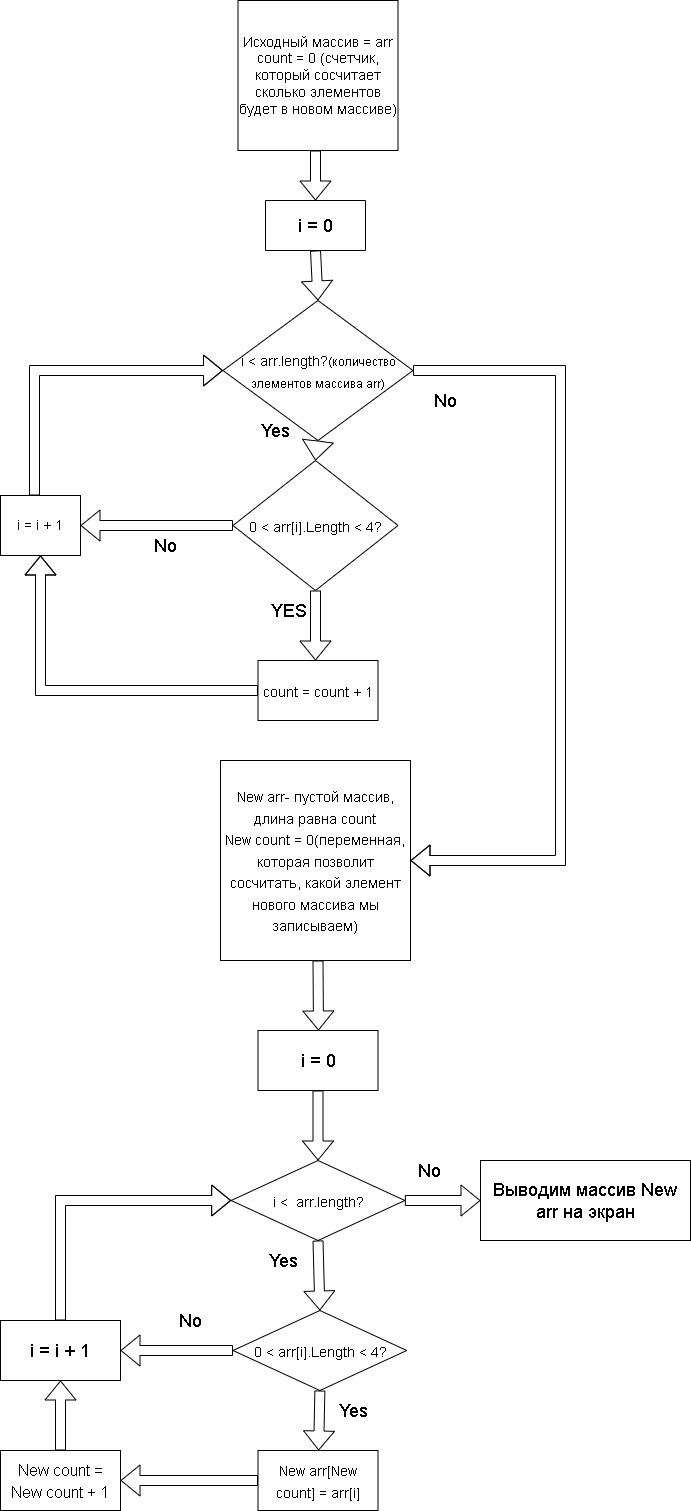 Исходный массив = arr
count = 0 (счетчик,
который сосчитает
сколько элементов
будет в новом массиве)
i = 0
i < arr.length?(количество
элементов массива arr)
No
Yes
i = i + 1
0 < arr[i].Length < 4?
No
YES
count = count + 1
New arr- пустой массив,
длина равна count
New count = 0(переменная,
которая позволит
сосчитать, какой элемент
нового массива мы
записываем)
i = 0
i < arr.length?
No
Выводим массив New
arr на экран
Yes
No
i = i + 1
0 < arr[i].Length < 4?
Yes
New count =
New count + 1
New arr[New
count] = arr[i]